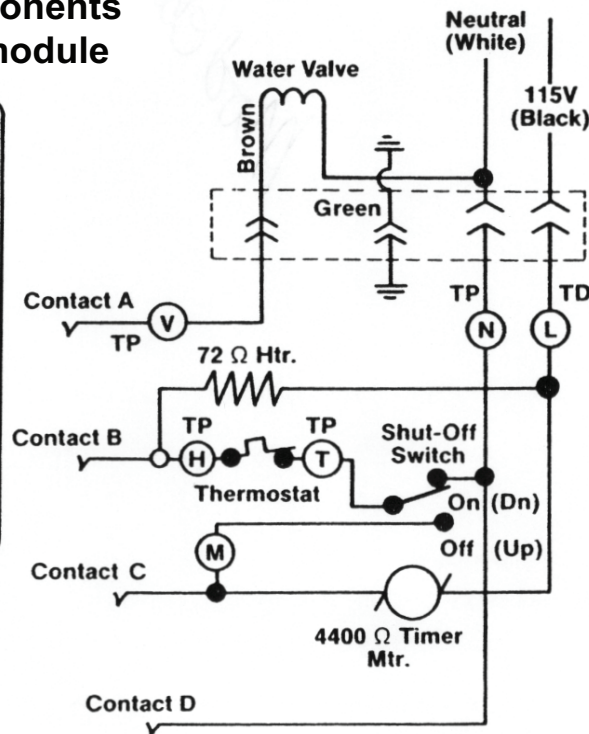 onents
module
Neutral
(White)
115V
(Black)
Water Valve
Brown
Green
Contact A
V
TP
TP
TD
N
L
72 Ω Htr.
Contact B
TP
TP
H
T
Thermostat
Shut-Off
Switch
On (Dn)
Off (Up)
M
Contact C
4400 Ω Timer
Mtr.
Contact D